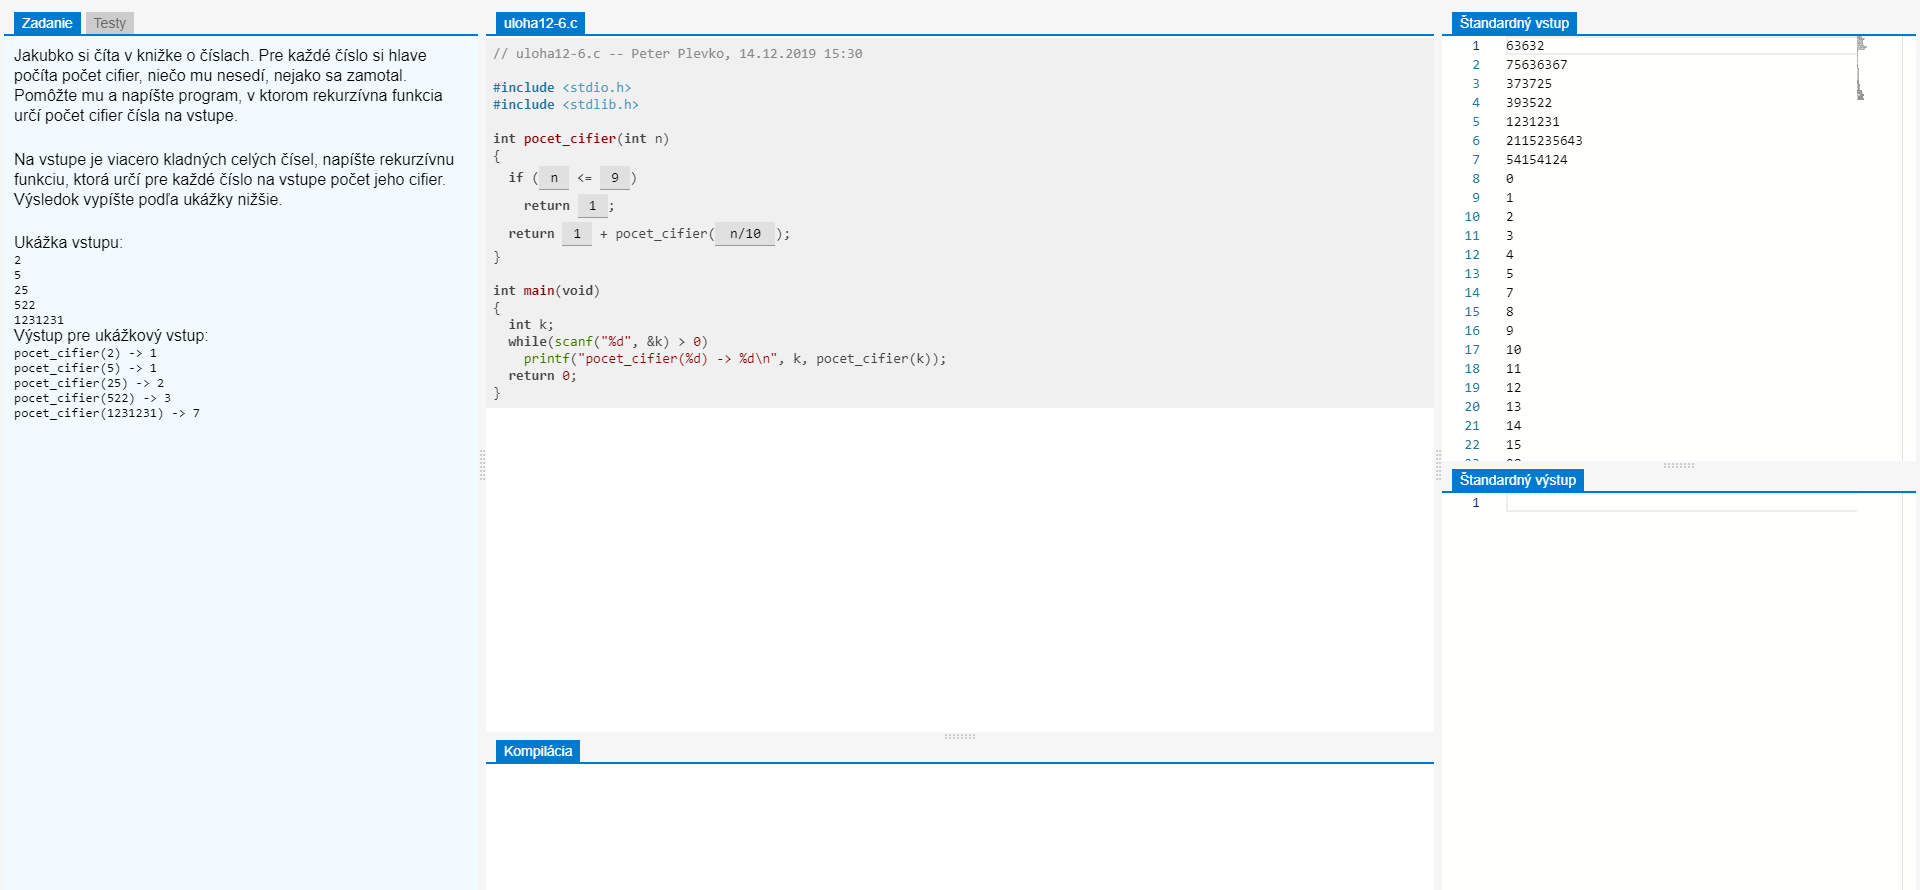 Zadanie
Testy
Jakubko si číta v knižke o číslach. Pre každé číslo si hlave
počíta počet cifier, niečo mu nesedí, nejako sa zamotal.
Pomôžte mu a napíšte program, v ktorom rekurzívna funkcia
určí počet cifier čísla na vstupe.
Na vstupe je viacero kladných celých čísel, napíšte rekurzívnu
funkciu, ktorá určí pre každé číslo na vstupe počet jeho cifier.
Výsledok vypíšte podľa ukážky nižšie.
Ukážka vstupu:
2
5
25
522
1231231
Výstup pre ukážkový vstup:
pocet_cifier(2) -> 1
pocet_cifier(5) -> 1
pocet_cifier(25) -> 2
pocet_cifier(522) -> 3
pocet_cifier(1231231) -> 7
uloha12-6.c
// uloha12-6.c -- Peter Plevko, 14.12.2019 15:30
#include <stdio.h>
#include <stdlib.h>
int pocet_cifier(int n)
{
if ( n <= 9 )
return 1 ;
return 1 + pocet_cifier( n/10 );
}
int main(void)
{
int k;
while(scanf("%d", &k) > 0)
printf("pocet_cifier(%d) -> %d\n", k, pocet_cifier(k));
return 0;
}
Kompilácia
Štandardný vstup
1 63632
2 75636367
3 373725
4 393522
5 1231231
6 2115235643
7 54154124
8 0
9 1
10 2
11 3
12 4
13 5
14 7
15 8
16 9
17 10
18 11
19 12
20 13
21 14
22 15
Štandardný výstup
1